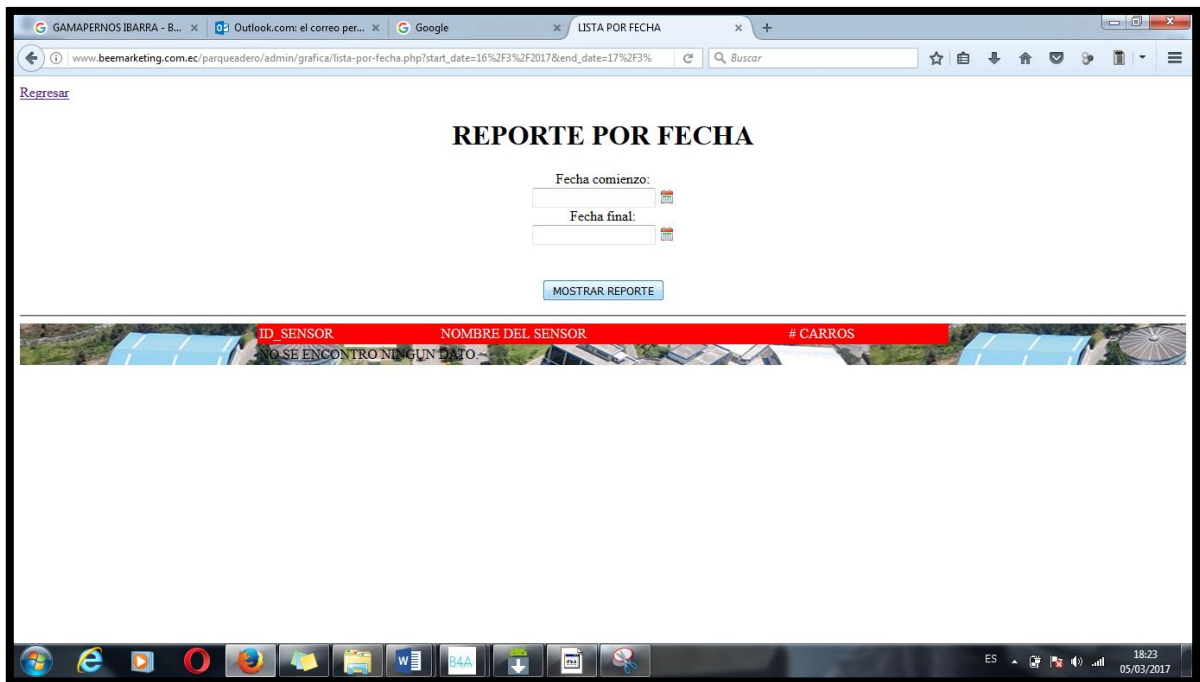 GAMAPERNOS IBARRA - B... Outlook.com: el correo per... Google LISTA POR FECHA
www.beemarketing.com.ec/parqueadero/admin/grafica/lista-por-fecha.php?start_date=16%2F3%2F2017&end_date=17%2F3% Buscar
Regresar
REPORTE POR FECHA
Fecha comienzo:
Fecha final:
MOSTRAR REPORTE
ID_SENSOR NOMBRE DEL SENSOR # CARROS
NO SE ENCONTRO NINGUN DATO.
B4A ES 18:23
05/03/2017